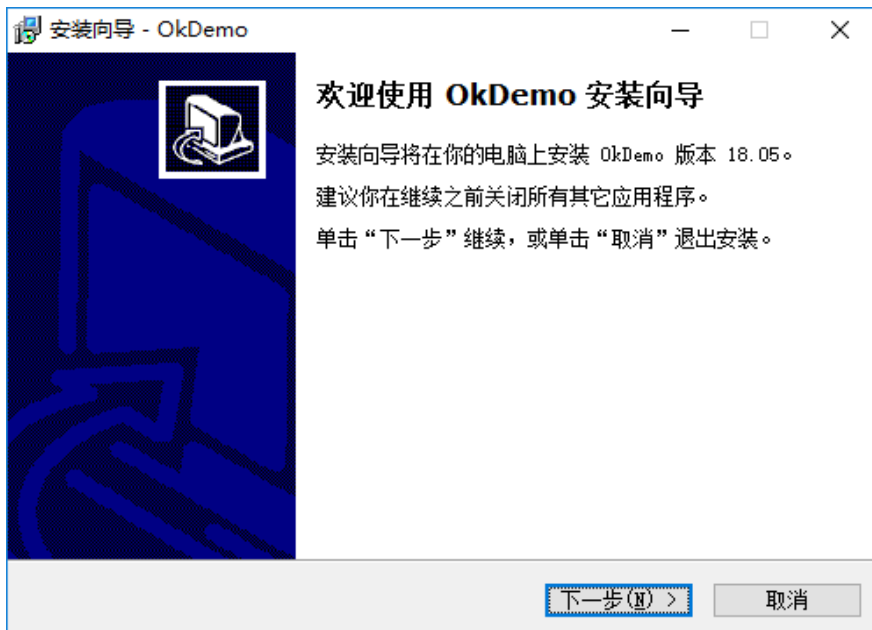 安装向导 - OkDemo
欢迎使用 OkDemo 安装向导
安装向导将在你的电脑上安装 OkDemo 版本 18.05。
建议你在继续之前关闭所有其它应用程序。
单击“下一步”继续，或单击“取消”退出安装。
下一步(N) >
取消